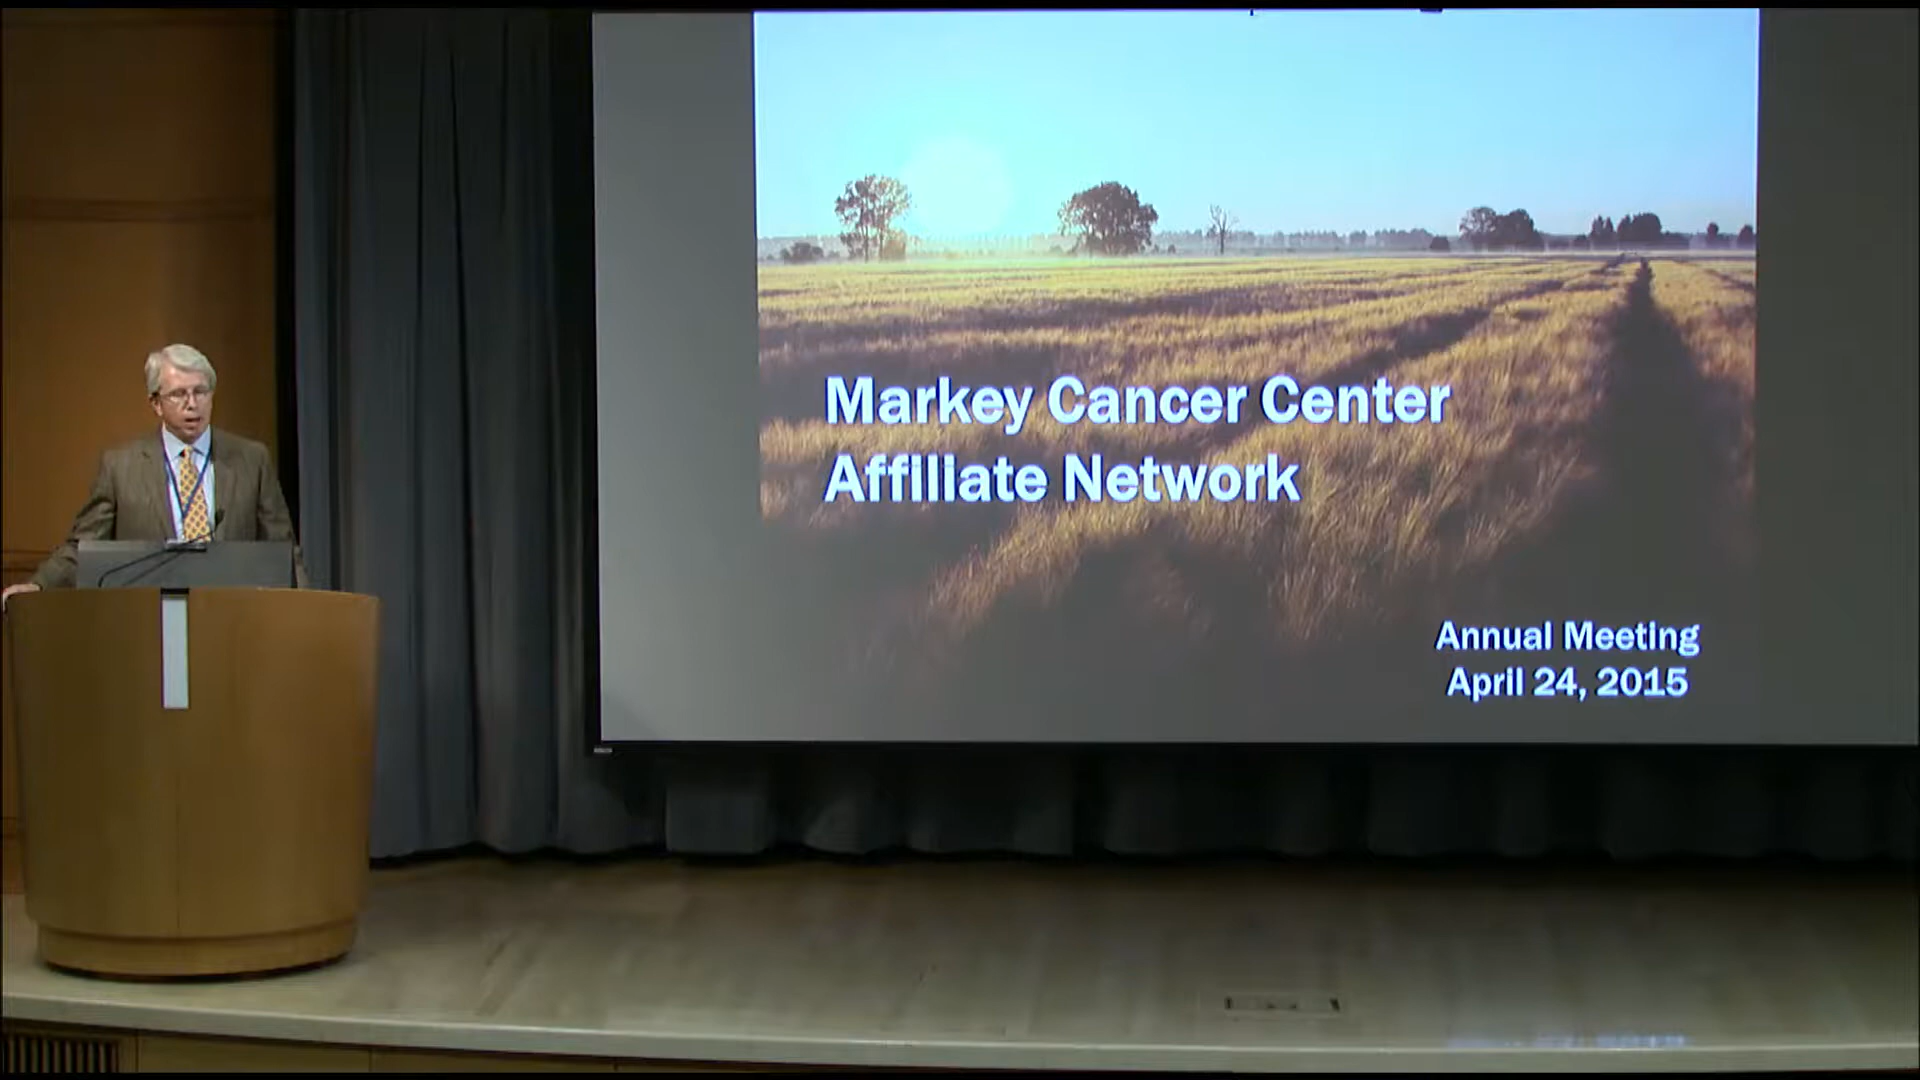 Markey Cancer Center
Affiliate Network
Annual Meeting
April 24, 2015